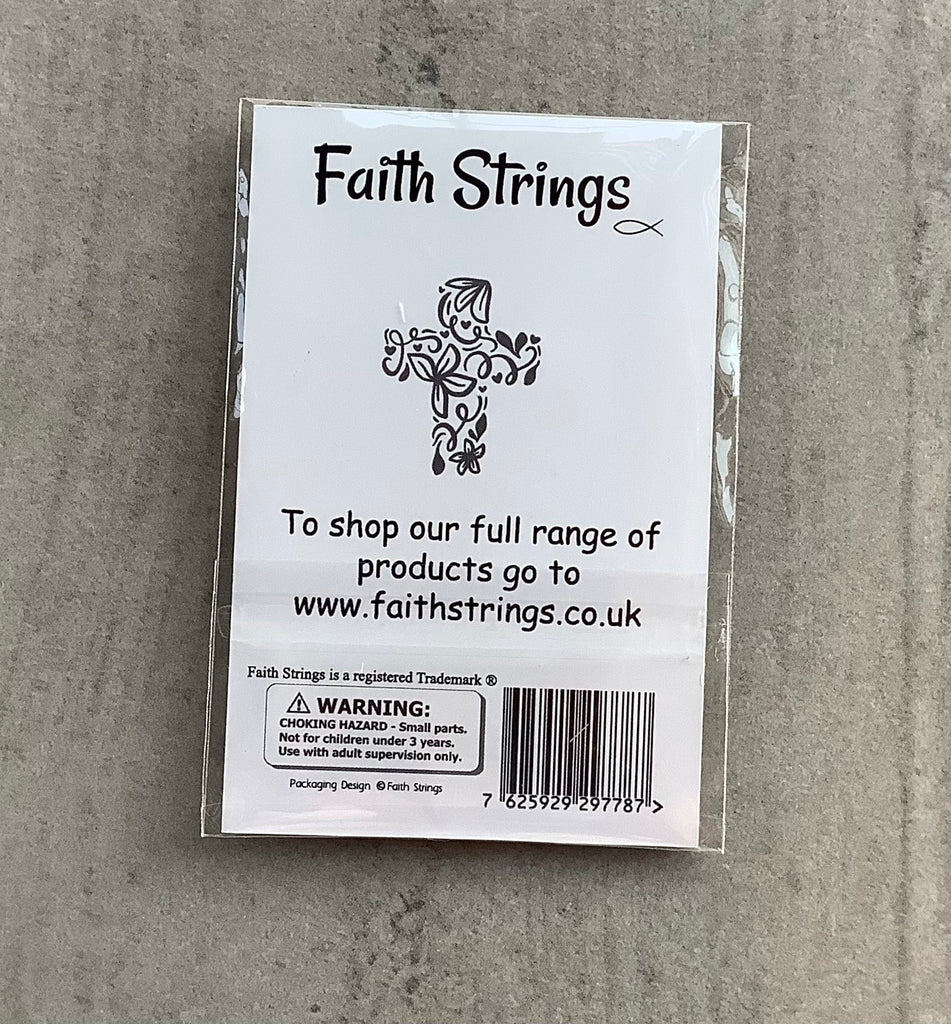 Faith Strings
To shop our full range of
products go to
www.faithstrings.co.uk
Faith Strings is a registered Trademark ®
WARNING:
CHOKING HAZARD - Small parts.
Not for children under 3 years.
Use with adult supervision only.
Packaging Design © Faith Strings
7 625929 297787 >